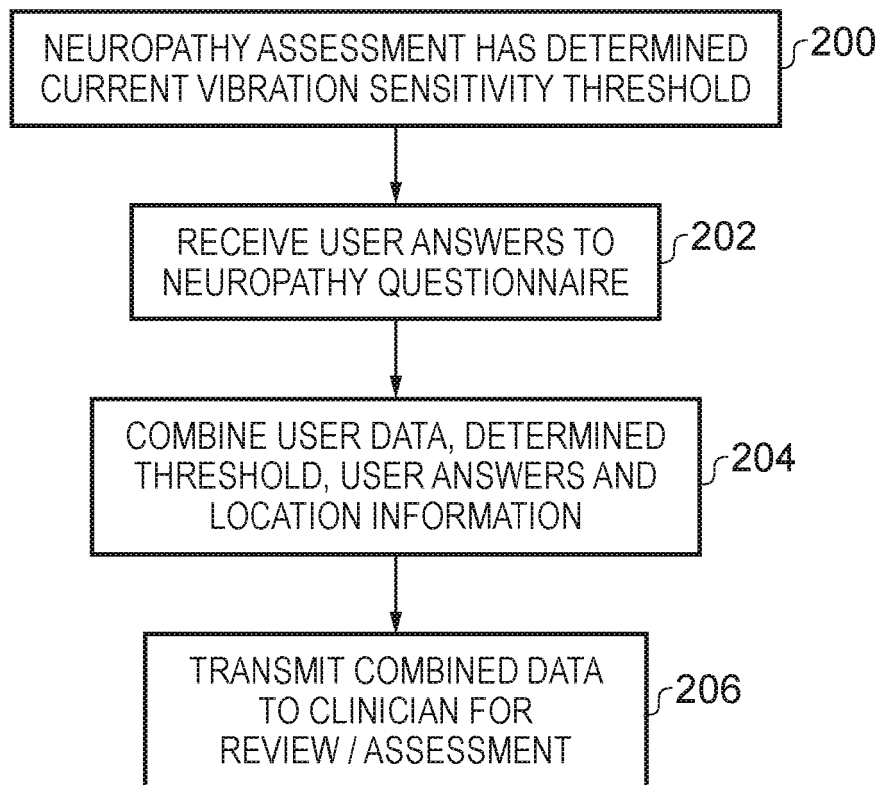 NEUROPATHY ASSESSMENT HAS DETERMINED
CURRENT VIBRATION SENSITIVITY THRESHOLD
200
RECEIVE USER ANSWERS TO
NEUROPATHY QUESTIONNAIRE
202
COMBINE USER DATA, DETERMINED
THRESHOLD, USER ANSWERS AND
LOCATION INFORMATION
204
TRANSMIT COMBINED DATA
TO CLINICIAN FOR
REVIEW / ASSESSMENT
206